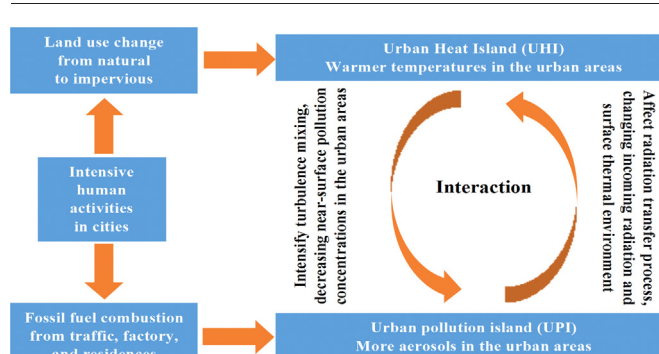 Land use change
from natural
to impervious
Urban Heat Island (UHI)
Warmer temperatures in the urban areas
Intensive
human
activities
in cities
Intensify turbulence mixing,
decreasing near-surface pollution
concentrations in the urban areas
Interaction
Affect radiation transfer process,
changing incoming radiation and
surface thermal environment
Fossil fuel combustion
from traffic, factory,
and residences
Urban pollution island (UPI)
More aerosols in the urban areas